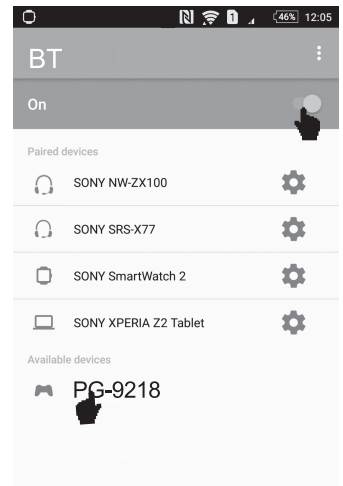 1 46% 12:05
BT
On
Paired devices
SONY NW-ZX100
SONY SRS-X77
SONY SmartWatch 2
SONY XPERIA Z2 Tablet
Available devices
PG-9218